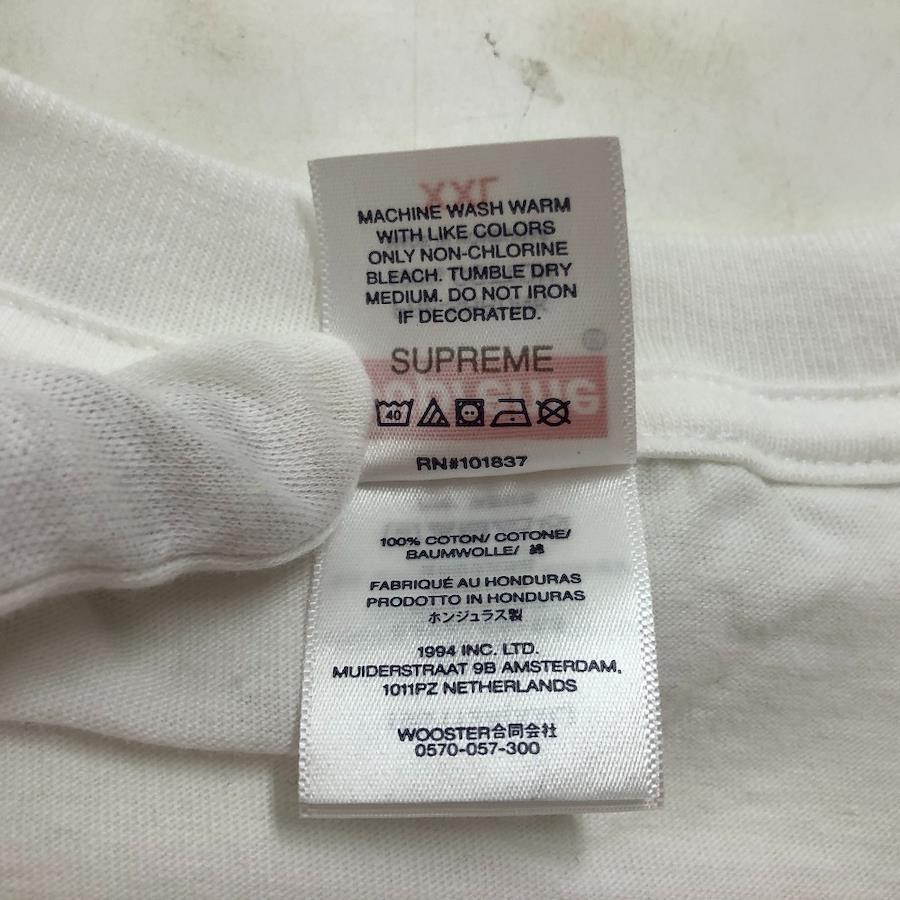 XXL
MACHINE WASH WARM
WITH LIKE COLORS
ONLY NON-CHLORINE
BLEACH. TUMBLE DRY
MEDIUM. DO NOT IRON
IF DECORATED.
SUPREME
Supreme
40
RN#101837
100% COTON/ COTONE/
BAUMWOLLE/ 綿
FABRIQUÉ AU HONDURAS
PRODOTTO IN HONDURAS
ホンジュラス製
1994 INC. LTD.
MUIDERSTRAAT 9B AMSTERDAM,
1011PZ NETHERLANDS
WOOSTER合同会社
0570-057-300